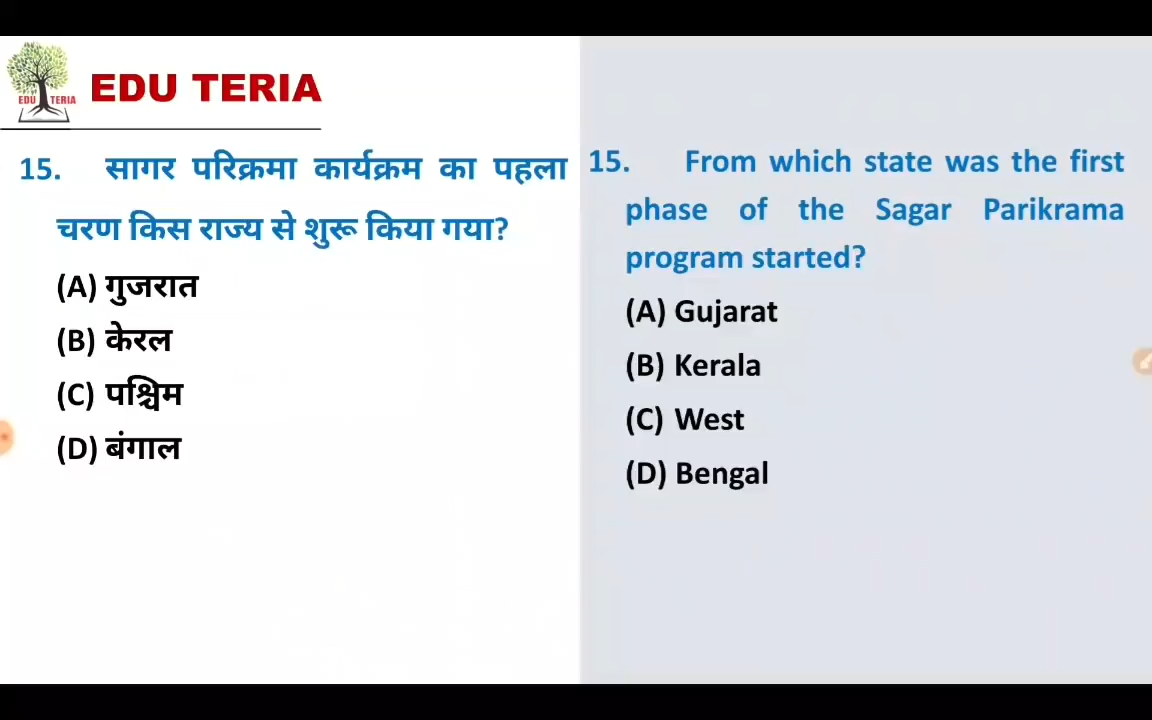 EDU TERIA
EDU TERIA
15. सागर परिक्रमा कार्यक्रम का पहला
चरण किस राज्य से शुरू किया गया?
(A) गुजरात
(B) केरल
(C) पश्चिम
(D) बंगाल
15. From which state was the first
phase of the Sagar Parikrama
program started?
(A) Gujarat
(B) Kerala
(C) West
(D) Bengal